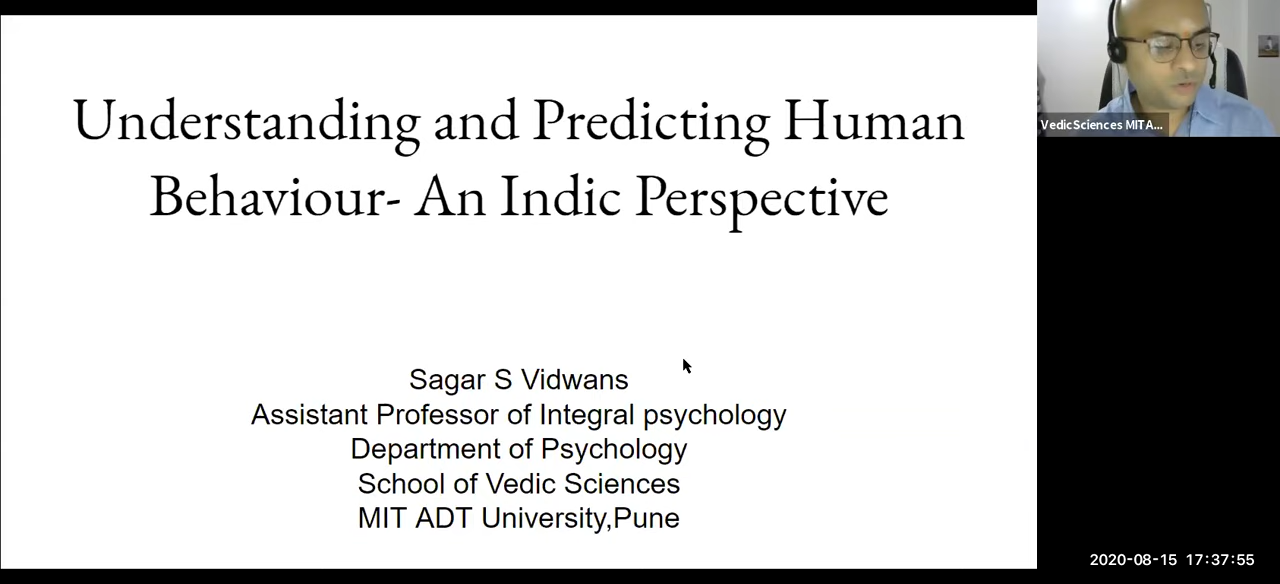 Understanding and Predicting Human
Behaviour- An Indic Perspective
Sagar S Vidwans
Assistant Professor of Integral psychology
Department of Psychology
School of Vedic Sciences
MIT ADT University,Pune
VedicSciences MITA...
2020-08-15 17:37:55